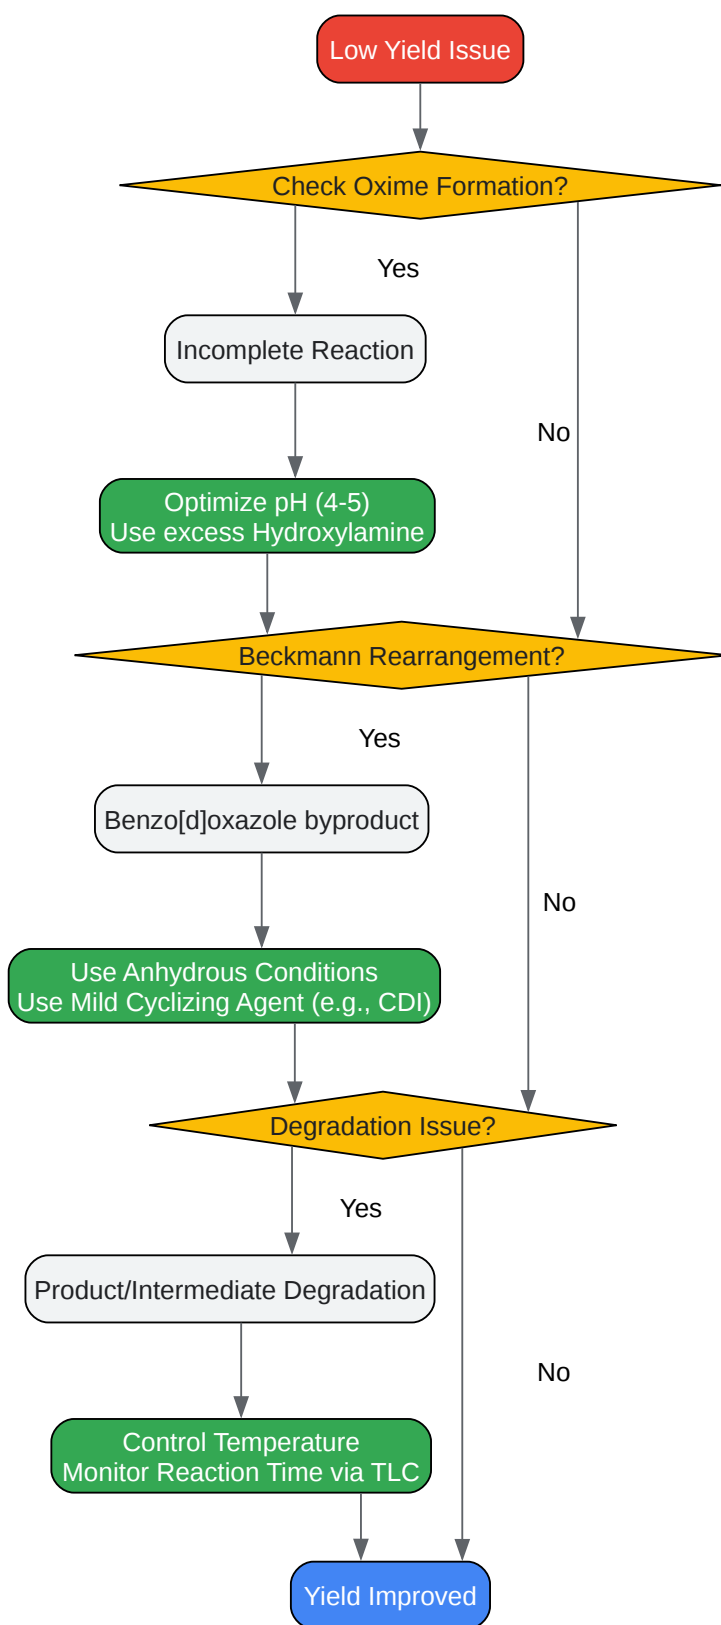 Low Yield Issue
Check Oxime Formation?
Yes
Incomplete Reaction
No
Optimize pH (4-5)
Use excess Hydroxylamine
Beckmann Rearrangement?
Yes
Benzo[d]oxazole byproduct
No
Use Anhydrous Conditions
Use Mild Cyclizing Agent (e.g., CDI)
Degradation Issue?
Yes
Product/Intermediate Degradation
No
Control Temperature
Monitor Reaction Time via TLC
Yield Improved